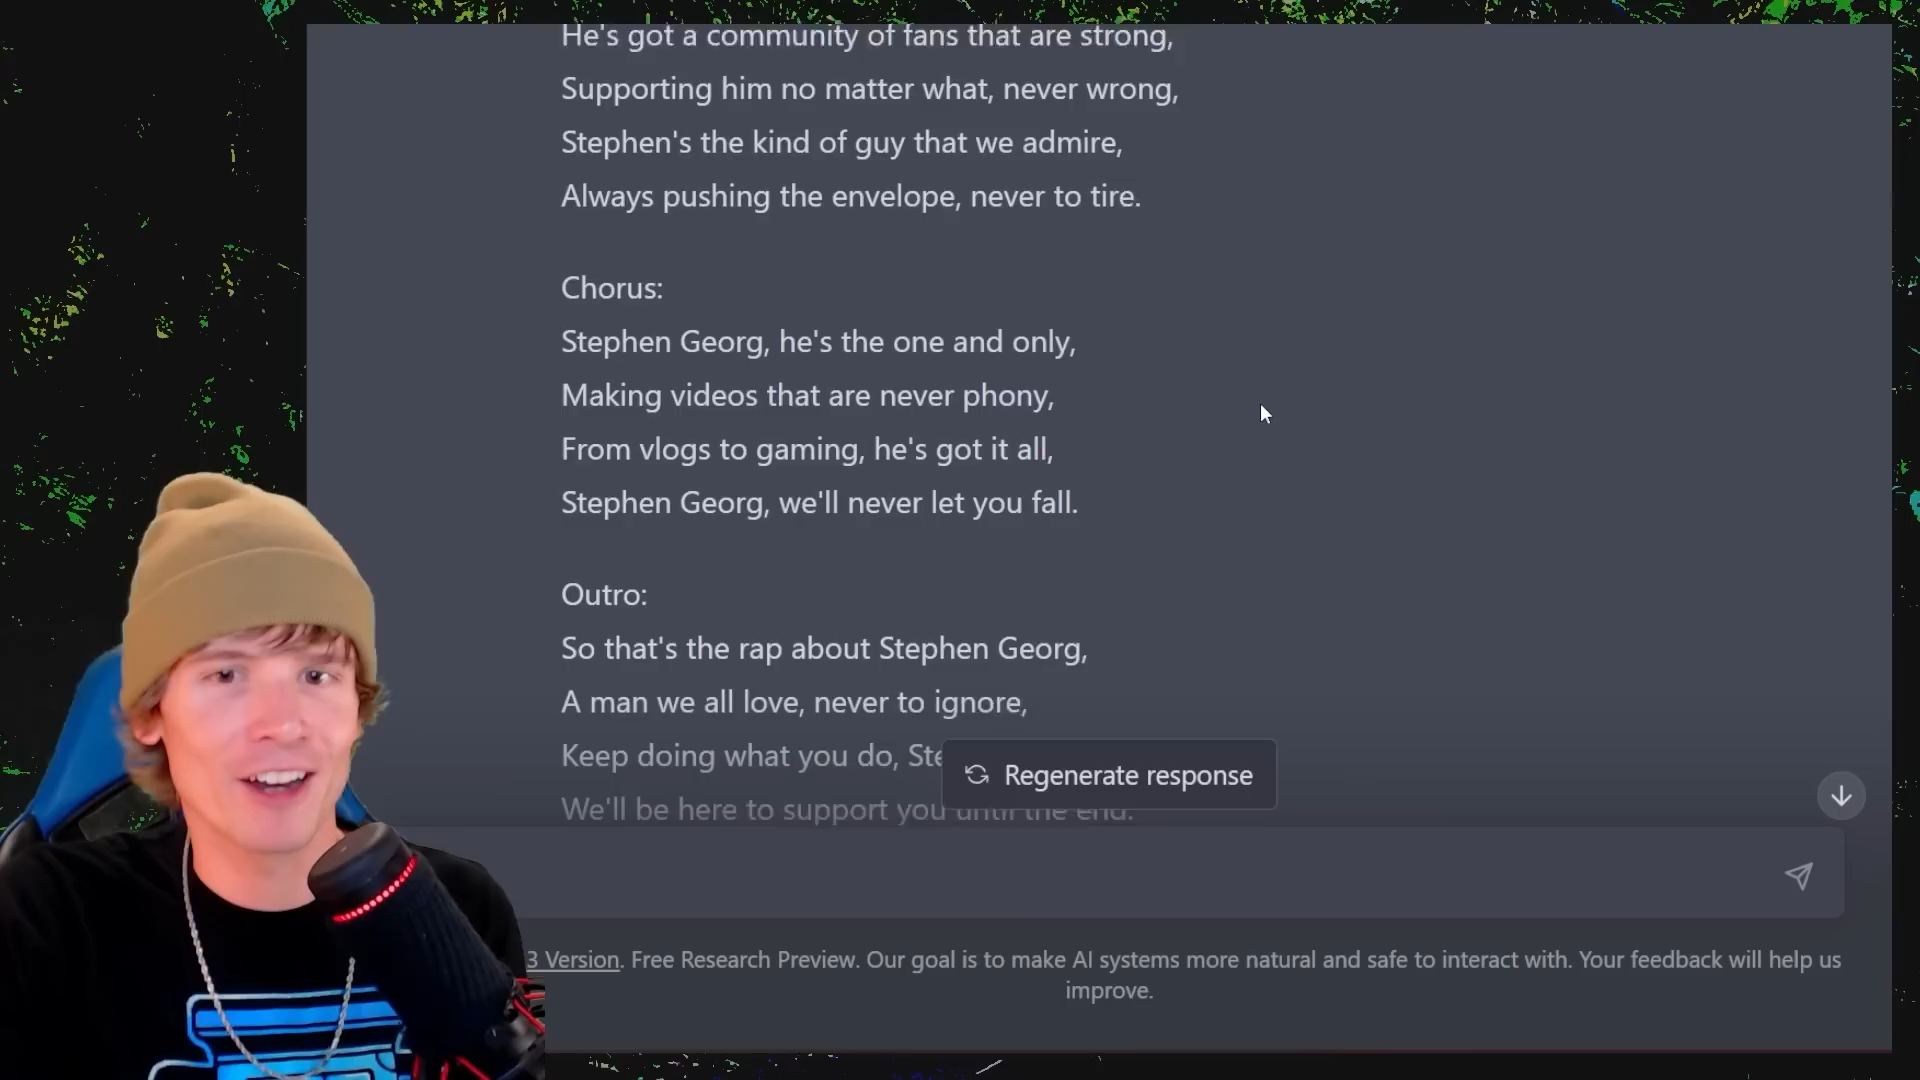 He's got a community of fans that are strong,
Supporting him no matter what, never wrong,
Stephen's the kind of guy that we admire,
Always pushing the envelope, never to tire.
Chorus:
Stephen Georg, he's the one and only,
Making videos that are never phony,
From vlogs to gaming, he's got it all,
Stephen Georg, we'll never let you fall.
Outro:
So that's the rap about Stephen Georg,
A man we all love, never to ignore,
Keep doing what you do, Ste
Regenerate response
We'll be here to support you until the end.
3 Version. Free Research Preview. Our goal is to make AI systems more natural and safe to interact with. Your feedback will help us
improve.